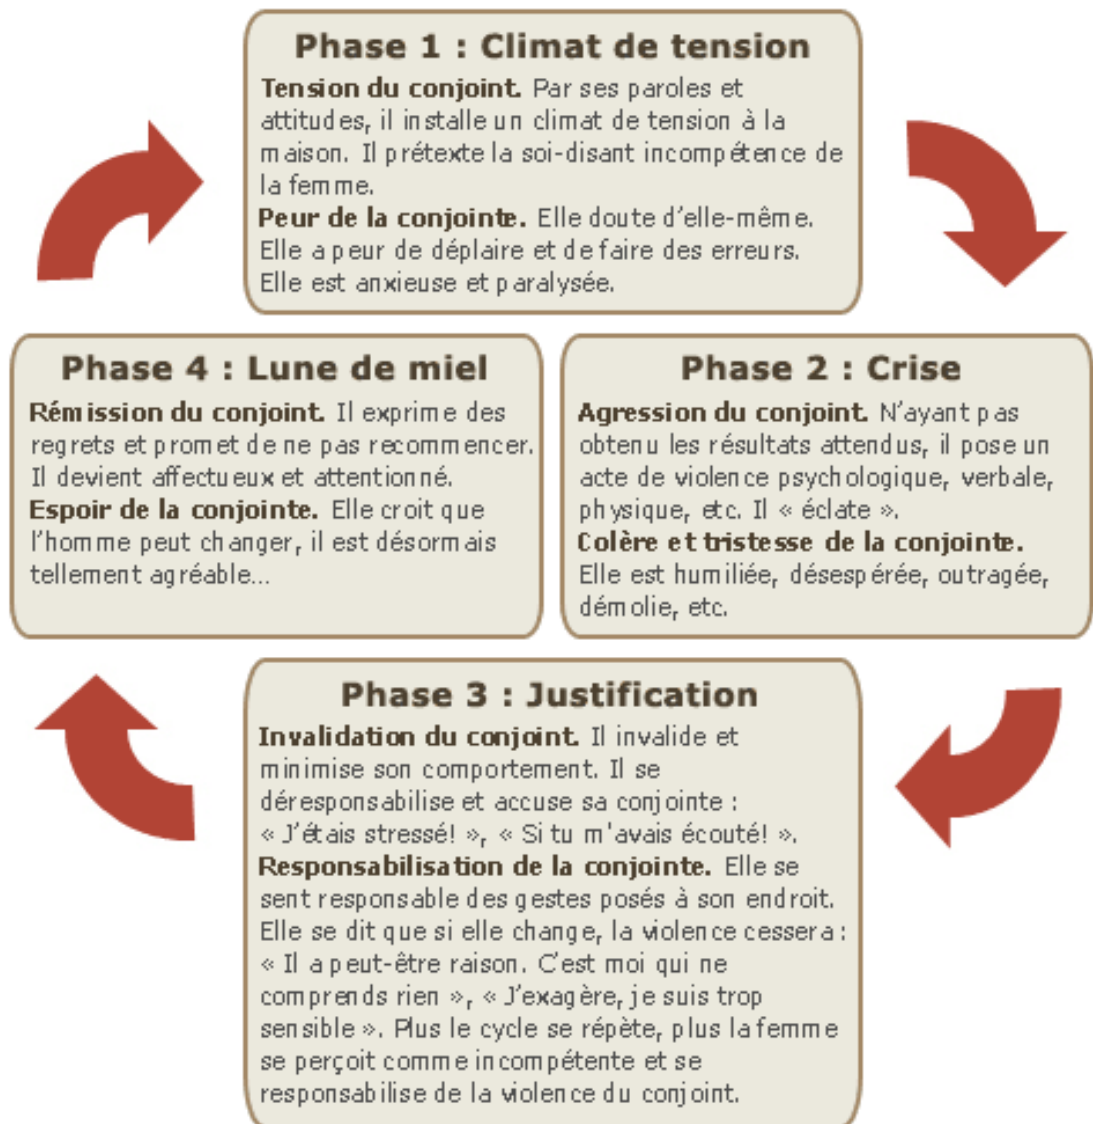 Phase 1 : Climat de tension
Tension du conjoint. Par ses paroles et
attitudes, il installe un climat de tension à la
maison. Il prétexte la soi-disant incompétence de
la femme.
Peur de la conjointe. Elle doute d'elle-même.
Elle a peur de déplaire et de faire des erreurs.
Elle est anxieuse et paralysée.
Phase 2 : Crise
Agression du conjoint. N'ayant pas
obtenu les résultats attendus, il pose un
acte de violence psychologique, verbale,
physique, etc. Il « éclate ».
Colère et tristesse de la conjointe.
Elle est humiliée, désespérée, outragée,
démolie, etc.
Phase 3 : Justification
Invalidation du conjoint. Il invalide et
minimise son comportement. Il se
déresponsabilise et accuse sa conjointe :
« J'étais stressé! », « Si tu m'avais écouté! ».
Responsabilisation de la conjointe. Elle se
sent responsable des gestes posés à son endroit.
Elle se dit que si elle change, la violence cessera :
« Il a peut-être raison. C'est moi qui ne
comprends rien », « J'exagère, je suis trop
sensible ». Plus le cycle se répète, plus la femme
se perçoit comme incompétente et se
responsabilise de la violence du conjoint.
Phase 4 : Lune de miel
Rémission du conjoint. Il exprime des
regrets et promet de ne pas recommencer.
Il devient affectueux et attentionné.
Espoir de la conjointe. Elle croit que
l'homme peut changer, il est désormais
tellement agréable...